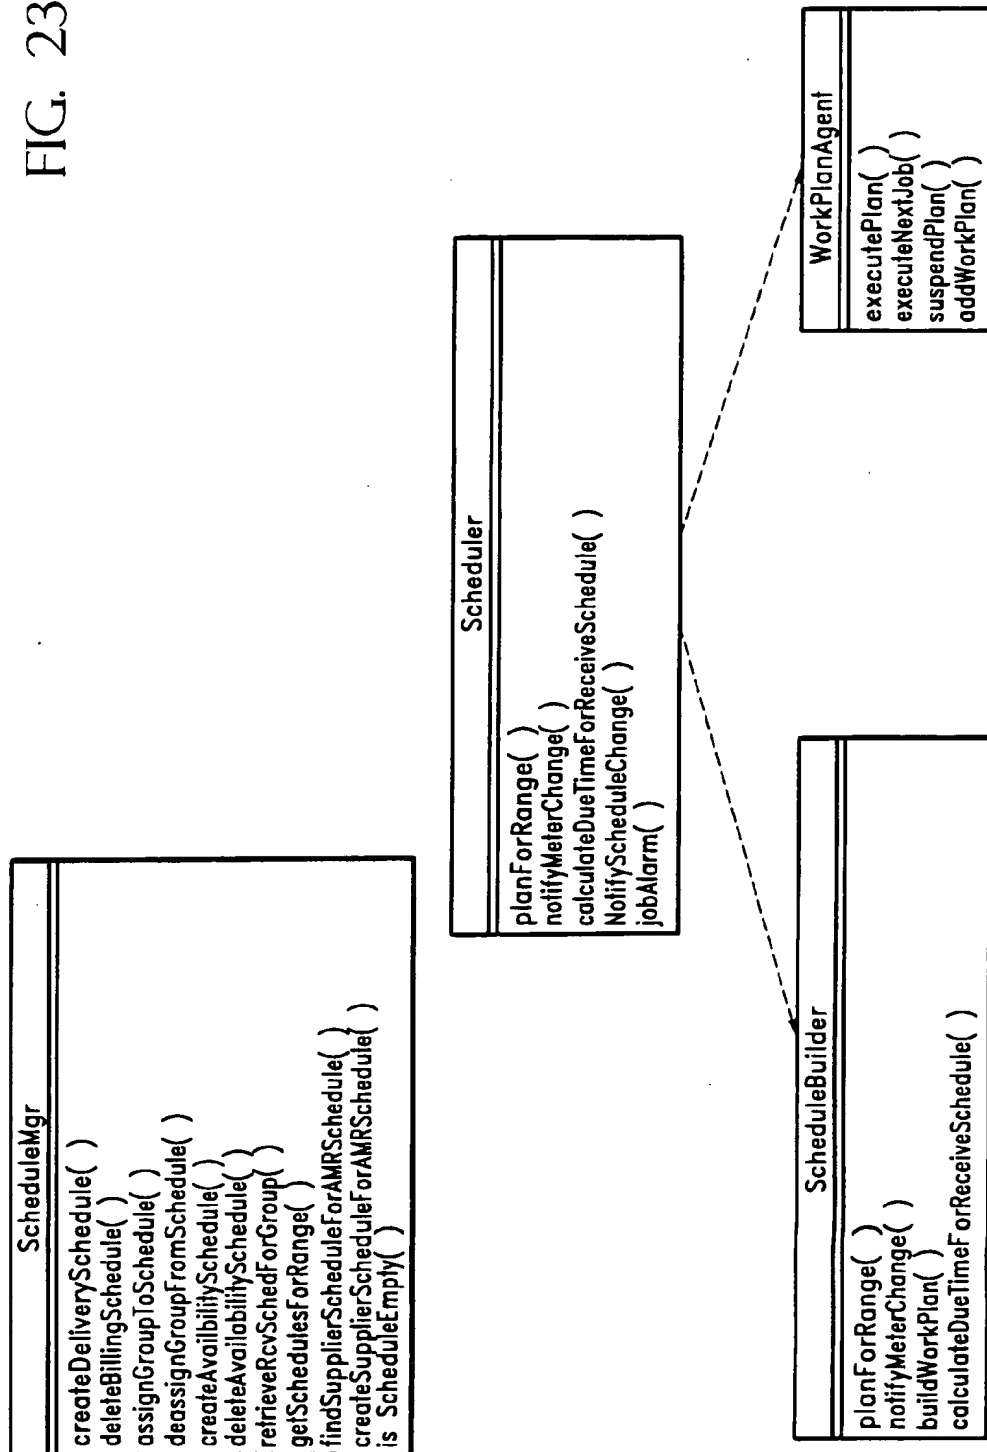 FIG. 23
ScheduleMgr
createDeliverySchedule( )
deleteBillingSchedule( )
assignGroupToSchedule( )
deassignGroupFromSchedule( )
createAvailbilitySchedule( )
deleteAvailabilitySchedule( )
retrieveRcvSchedForGroup( )
getSchedulesForRange( )
findSupplierScheduleForAMRSchedule( )
createSupplierScheduleForAMRSchedule( )
is ScheduleEmpty( )
Scheduler
planForRange( )
notifyMeterChange( )
calculateDueTimeForReceiveSchedule( )
NotifyScheduleChange( )
jobAlarm( )
ScheduleBuilder
planForRange( )
notifyMeterChange( )
buildWorkPlan( )
calculateDueTimeForReceiveSchedule( )
WorkPlanAgent
executePlan( )
executeNextJob( )
suspendPlan( )
addWorkPlan( )